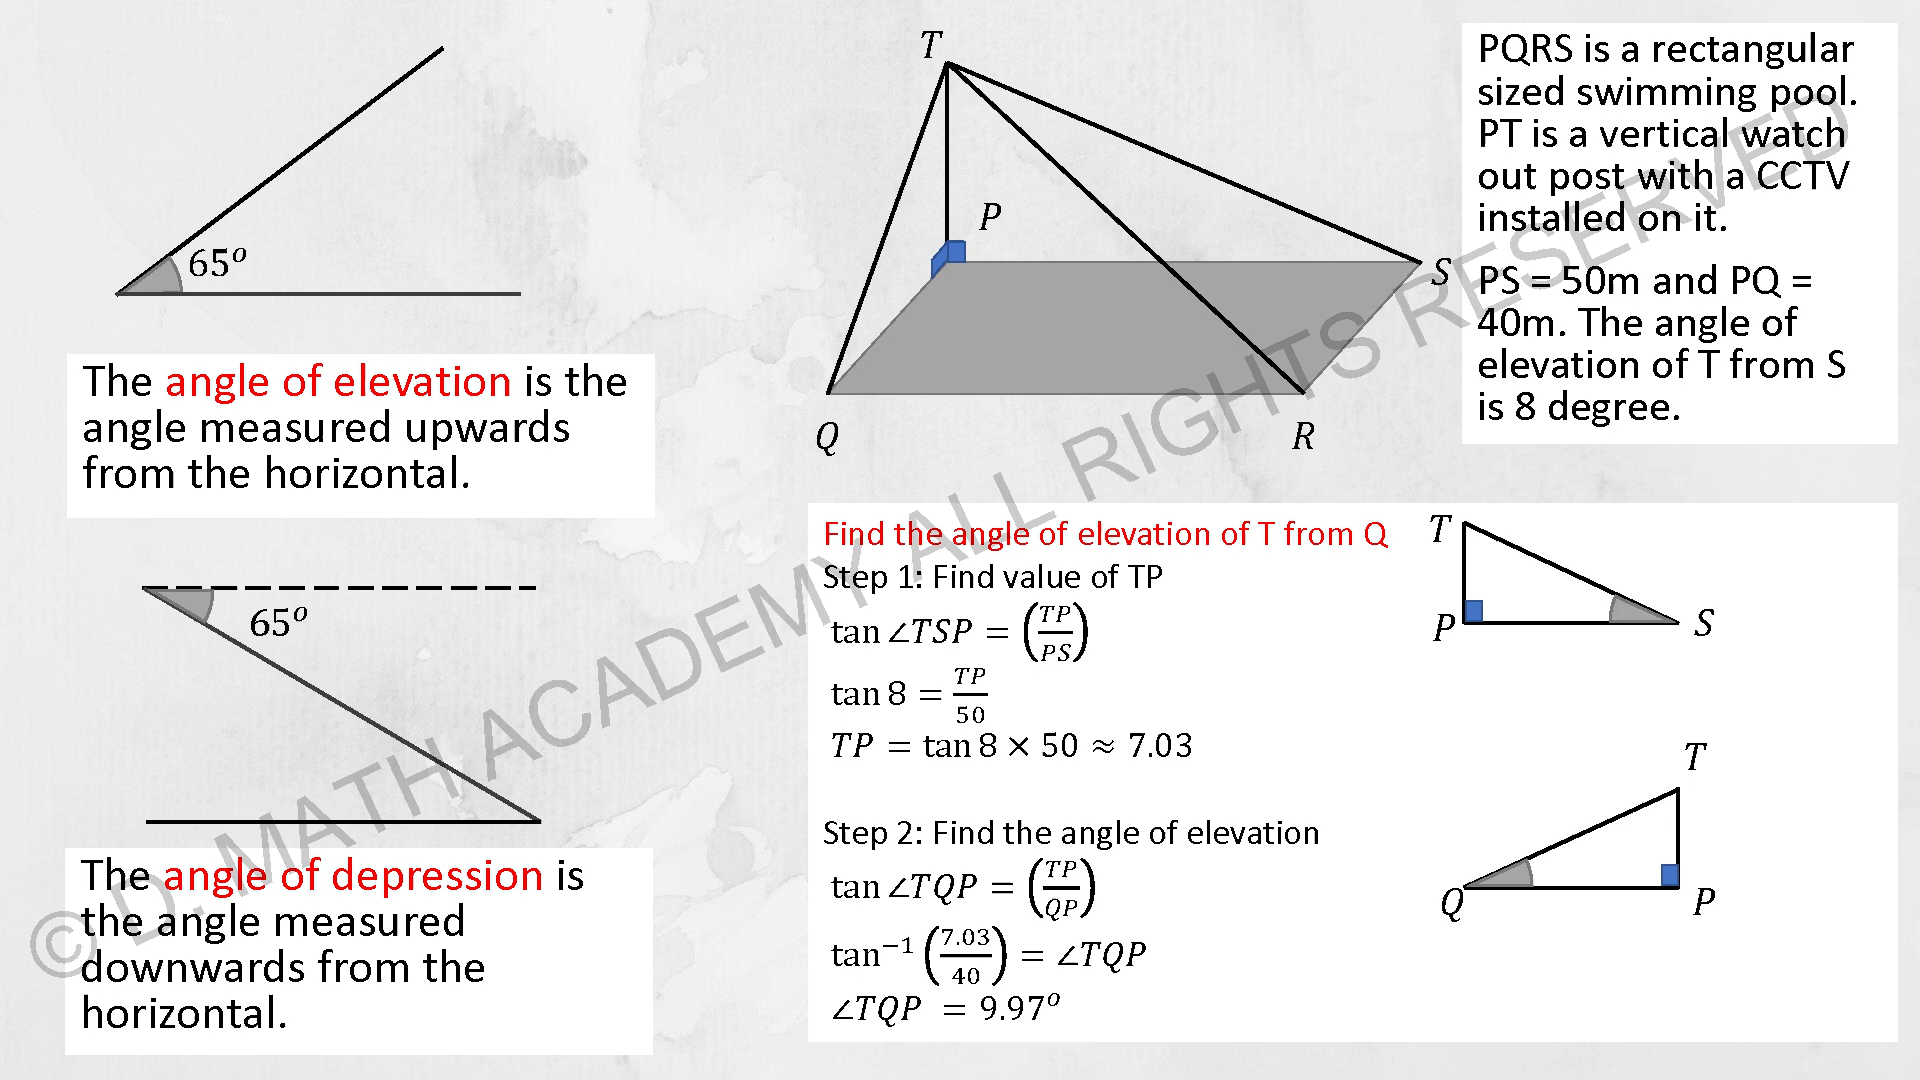 65°
The angle of elevation is the
angle measured upwards
from the horizontal.
65°
The angle of depression is
the angle measured
downwards from the
horizontal.
T
P
S
Q
R
PQRS is a rectangular
sized swimming pool.
PT is a vertical watch
out post with a CCTV
installed on it.
PS = 50m and PQ =
40m. The angle of
elevation of T from S
is 8 degree.
Find the angle of elevation of T from Q
Step 1: Find value of TP
tan ∠TSP = (TP/PS)
tan 8 = TP/50
TP = tan 8 × 50 ≈ 7.03
T
P
S
Step 2: Find the angle of elevation
tan ∠TQP = (TP/QP)
tan⁻¹ (7.03/40) = ∠TQP
∠TQP = 9.97°
T
Q
P
© D. MATH ACADEMY ALL RIGHTS RESERVED